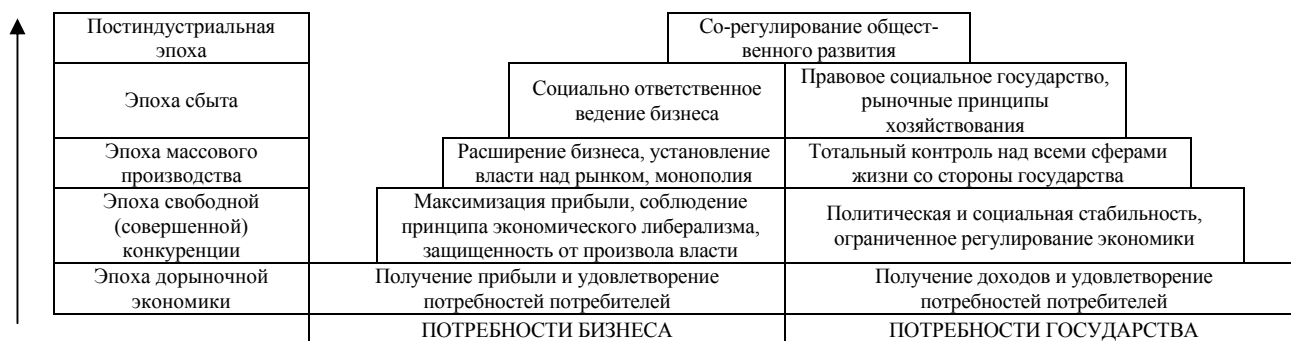 Постиндустриальная
эпоха
Со-регулирование общест-
венного развития
Эпоха сбыта
Социально ответственное
ведение бизнеса
Правовое социальное государство,
рыночные принципы
хозяйствования
Эпоха массового
производства
Расширение бизнеса, установление
власти над рынком, монополия
Тотальный контроль над всеми сферами
жизни со стороны государства
Эпоха свободной
(совершенной)
конкуренции
Максимизация прибыли, соблюдение
принципа экономического либерализма,
защищенность от произвола власти
Политическая и социальная стабильность,
ограниченное регулирование экономики
Эпоха дорыночной
экономики
Получение прибыли и удовлетворение
потребностей потребителей
Получение доходов и удовлетворение
потребностей потребителей
ПОТРЕБНОСТИ БИЗНЕСА
ПОТРЕБНОСТИ ГОСУДАРСТВА